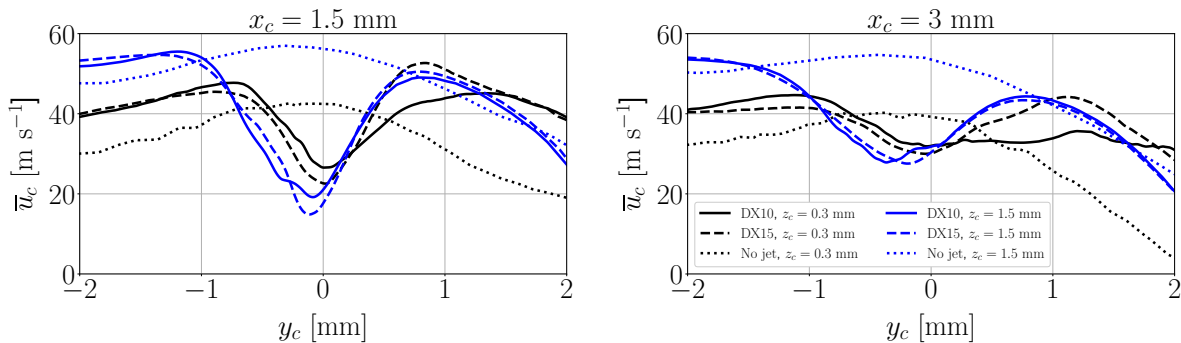 x_c = 1.5 mm
60
40
20
0
u̅_c [m s⁻¹]
−2 −1 0 1 2
y_c [mm]
x_c = 3 mm
60
40
20
0
u̅_c [m s⁻¹]
DX10, z_c = 0.3 mm DX10, z_c = 1.5 mm
DX15, z_c = 0.3 mm DX15, z_c = 1.5 mm
No jet, z_c = 0.3 mm No jet, z_c = 1.5 mm
−2 −1 0 1 2
y_c [mm]